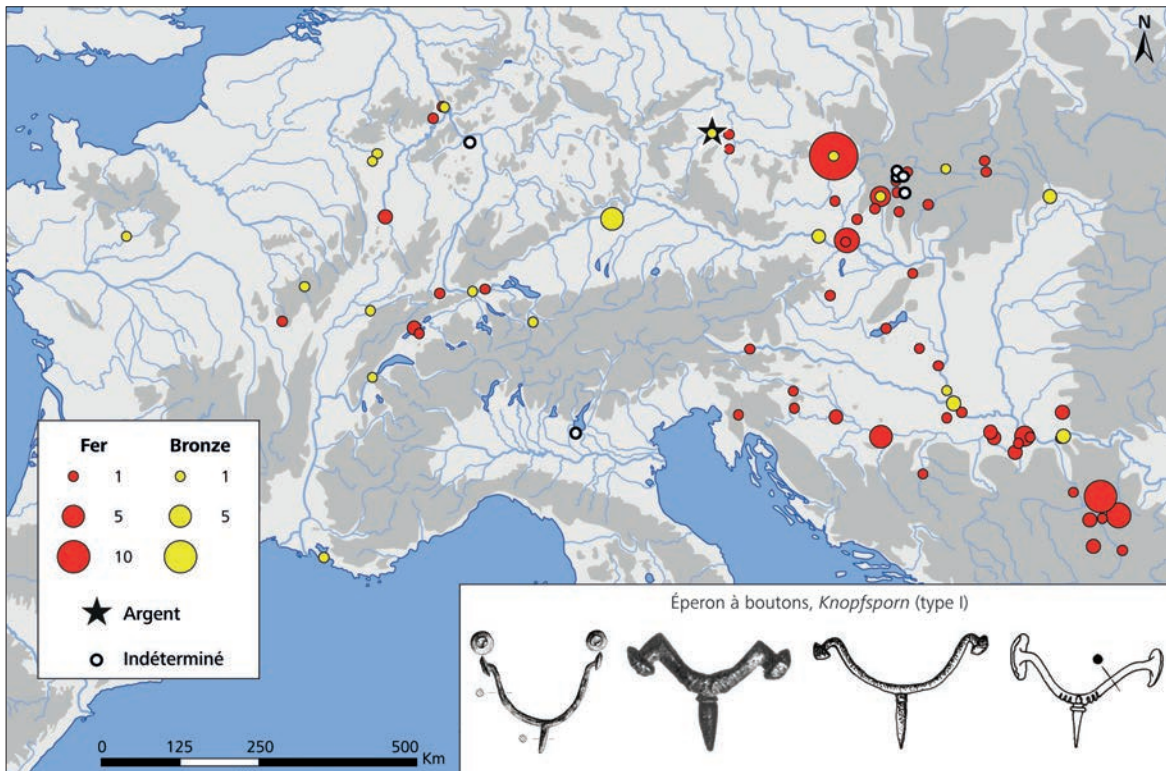 N
Fer Bronze
1 1
5 5
10
Argent
Indéterminé
0 125 250 500
Km
Éperon à boutons, Knopfsporn (type I)